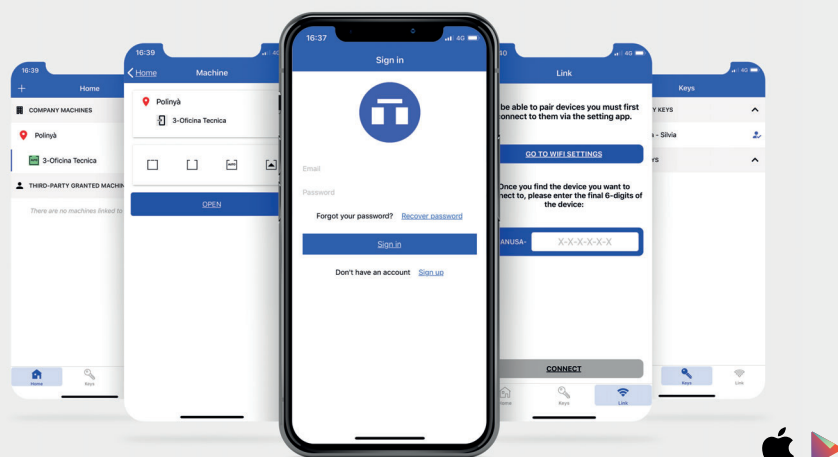 16:39
Home
COMPANY MACHINES
Polinyà
3-Oficina Tecnica
THIRD-PARTY GRANTED MACHIN
There are no machines linked to
Home
Keys
16:39
4G
Home
Machine
Polinyà
3-Oficina Tecnica
OPEN
16:37
4G
Sign in
Email
Password
Forgot your password? Recover password
Sign in
Don't have an account Sign up
4G
Link
be able to pair devices you must first
connect to them via the setting app.
GO TO WIFI SETTINGS
Once you find the device you want to
nect to, please enter the final 6-digits of
the device:
ANUSA-
X-X-X-X-X-X
CONNECT
Home
Keys
Link
4G
Keys
Y KEYS
- Silvia
Keys
Link